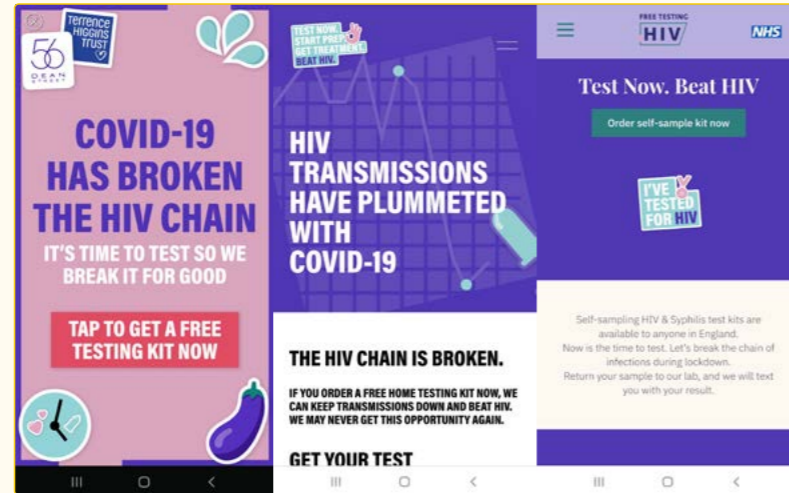 terrence
HIGGINS
TRUST
56
DEAN
STREET
COVID-19
HAS BROKEN
THE HIV CHAIN
IT'S TIME TO TEST SO WE
BREAK IT FOR GOOD
TAP TO GET A FREE
TESTING KIT NOW
TEST NOW.
START PREP.
GET TREATMENT.
BEAT HIV.
HIV
TRANSMISSIONS
HAVE PLUMMETED
WITH
COVID-19
THE HIV CHAIN IS BROKEN.
IF YOU ORDER A FREE HOME TESTING KIT NOW, WE
CAN KEEP TRANSMISSIONS DOWN AND BEAT HIV.
WE MAY NEVER GET THIS OPPORTUNITY AGAIN.
GET YOUR TEST
FREE TESTING
HIV
NHS
Test Now. Beat HIV
Order self-sample kit now
I'VE
TESTED
FOR HIV
Self-sampling HIV & Syphilis test kits are
available to anyone in England.
Now is the time to test. Let's break the chain of
infections during lockdown.
Return your sample to our lab, and we will text
you with your result.